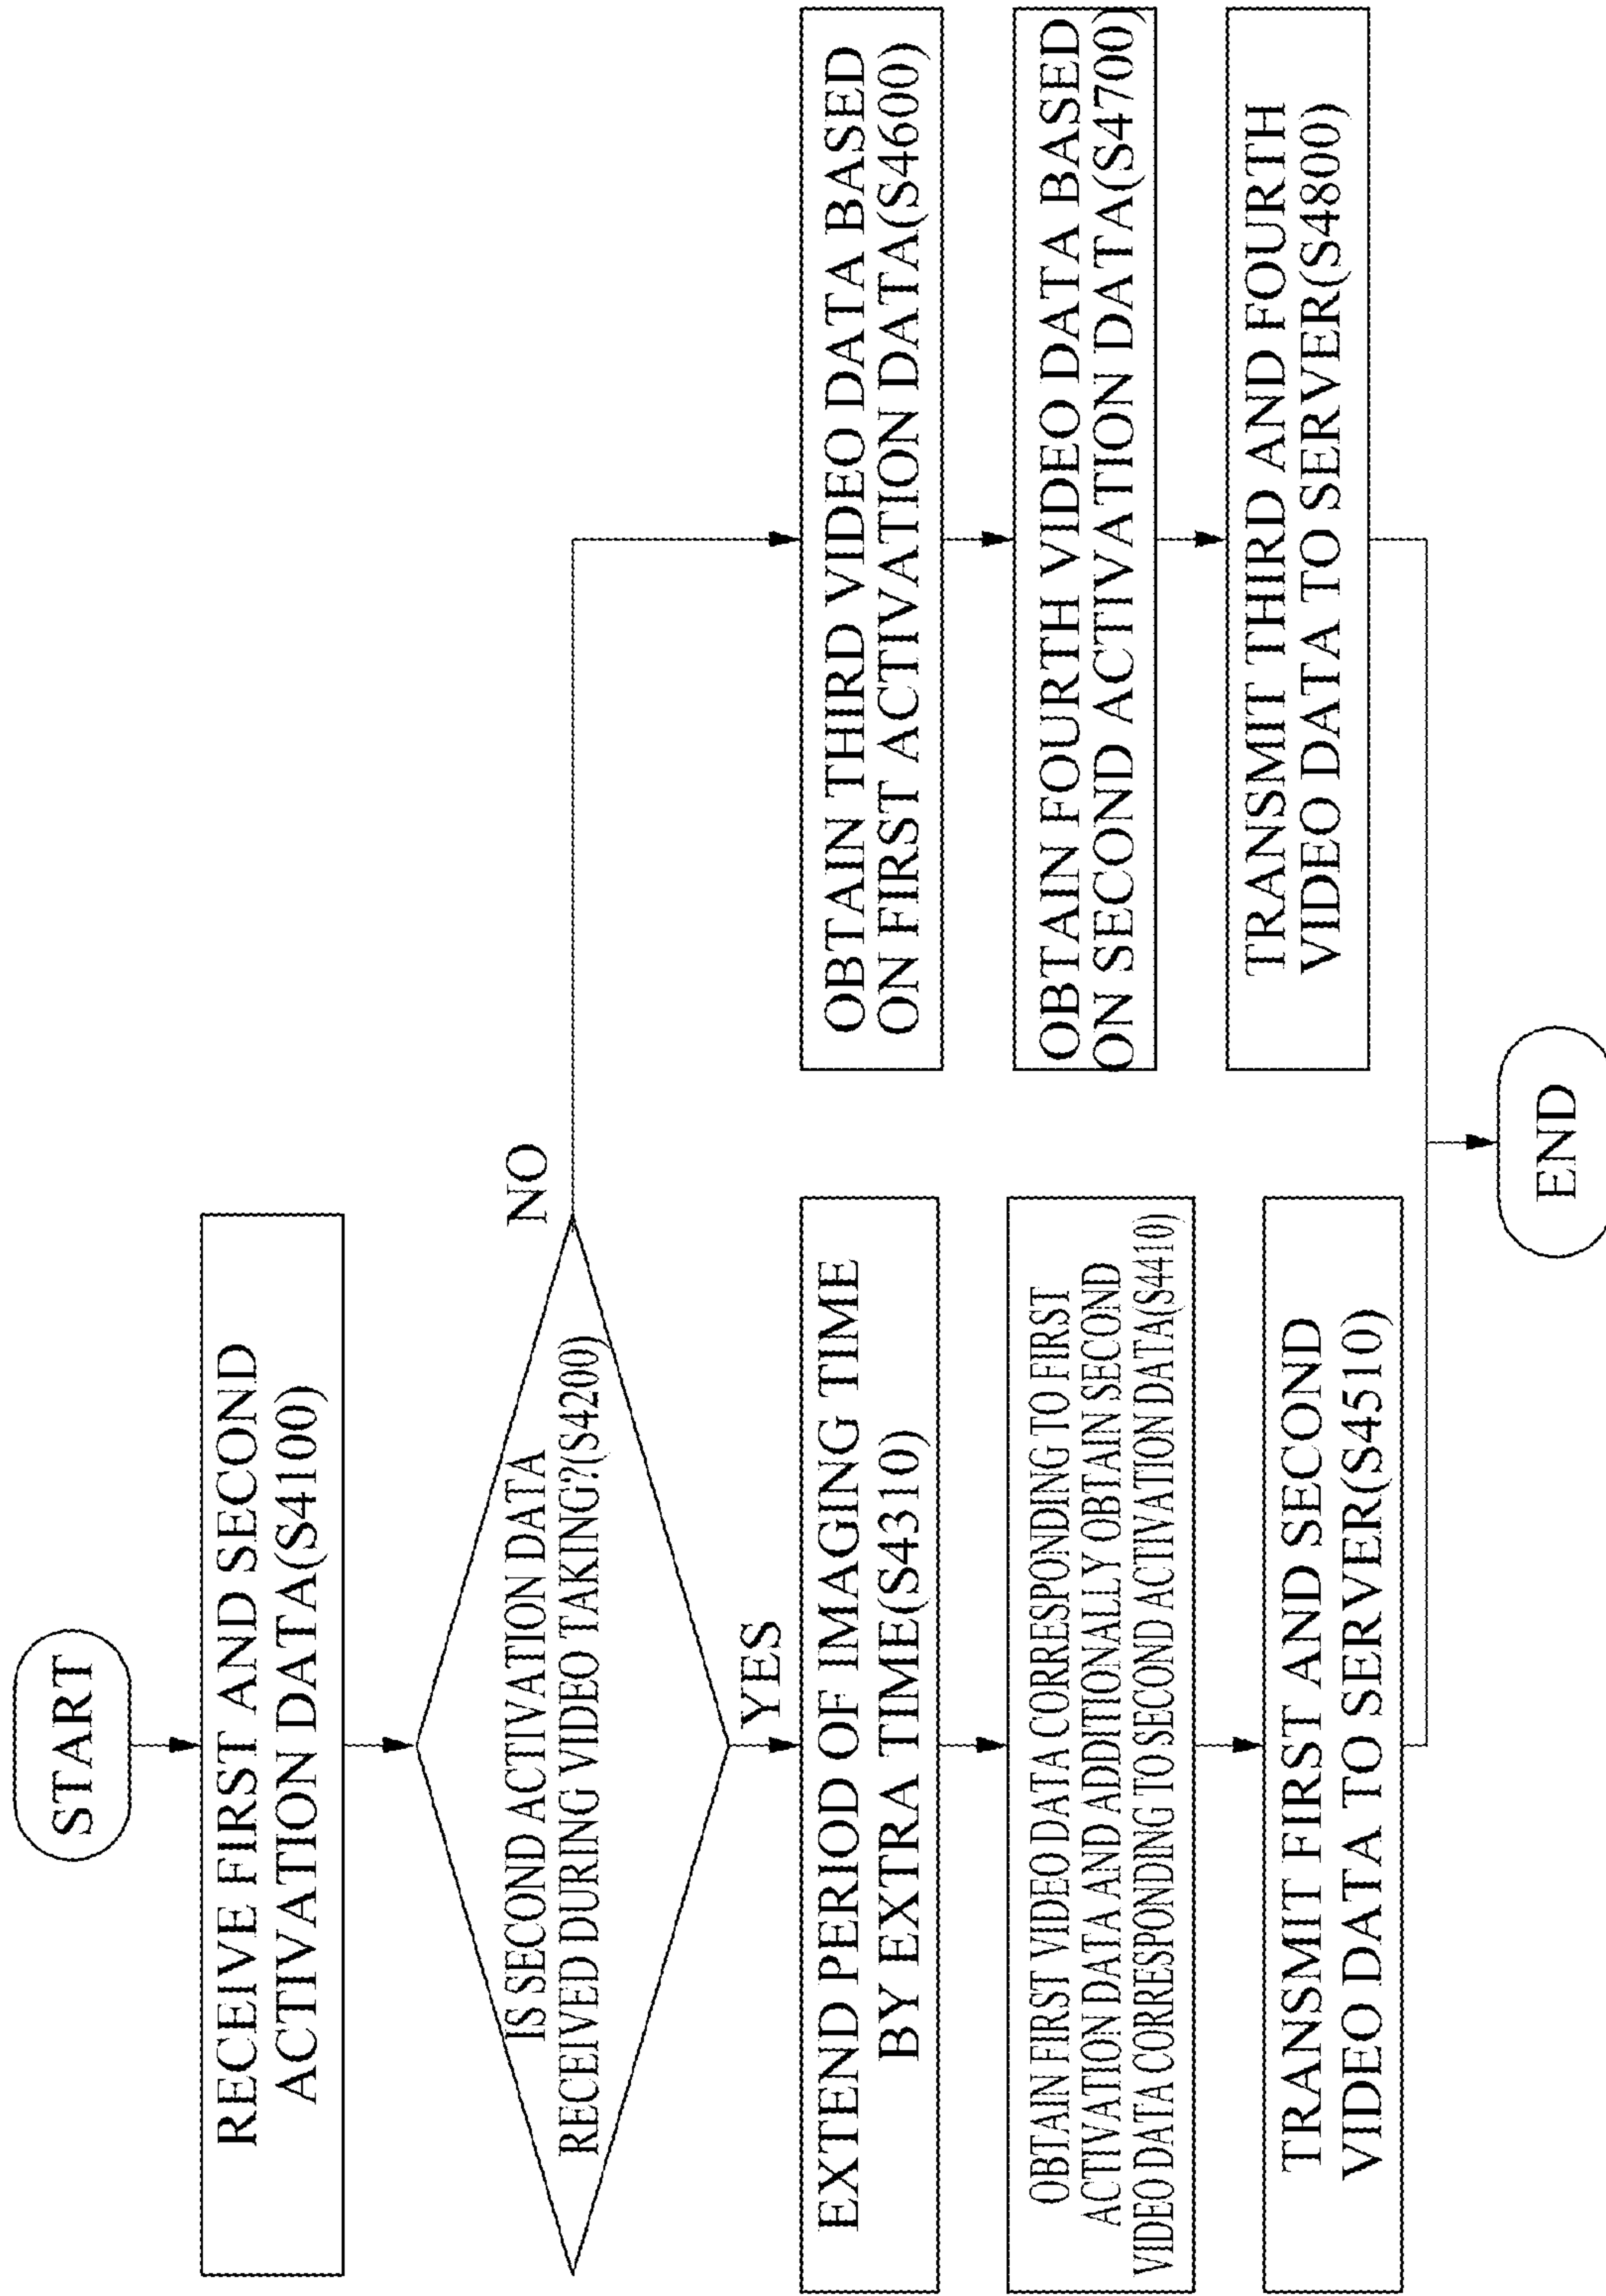 START
RECEIVE FIRST AND SECOND
ACTIVATION DATA(S4100)
IS SECOND ACTIVATION DATA
RECEIVED DURING VIDEO TAKING?(S4200)
NO
YES
EXTEND PERIOD OF IMAGING TIME
BY EXTRA TIME(S4310)
OBTAIN FIRST VIDEO DATA CORRESPONDING TO FIRST
ACTIVATION DATA AND ADDITIONALLY OBTAIN SECOND
VIDEO DATA CORRESPONDING TO SECOND ACTIVATION DATA(S4410)
TRANSMIT FIRST AND SECOND
VIDEO DATA TO SERVER(S4510)
OBTAIN THIRD VIDEO DATA BASED
ON FIRST ACTIVATION DATA(S4600)
OBTAIN FOURTH VIDEO DATA BASED
ON SECOND ACTIVATION DATA(S4700)
TRANSMIT THIRD AND FOURTH
VIDEO DATA TO SERVER(S4800)
END